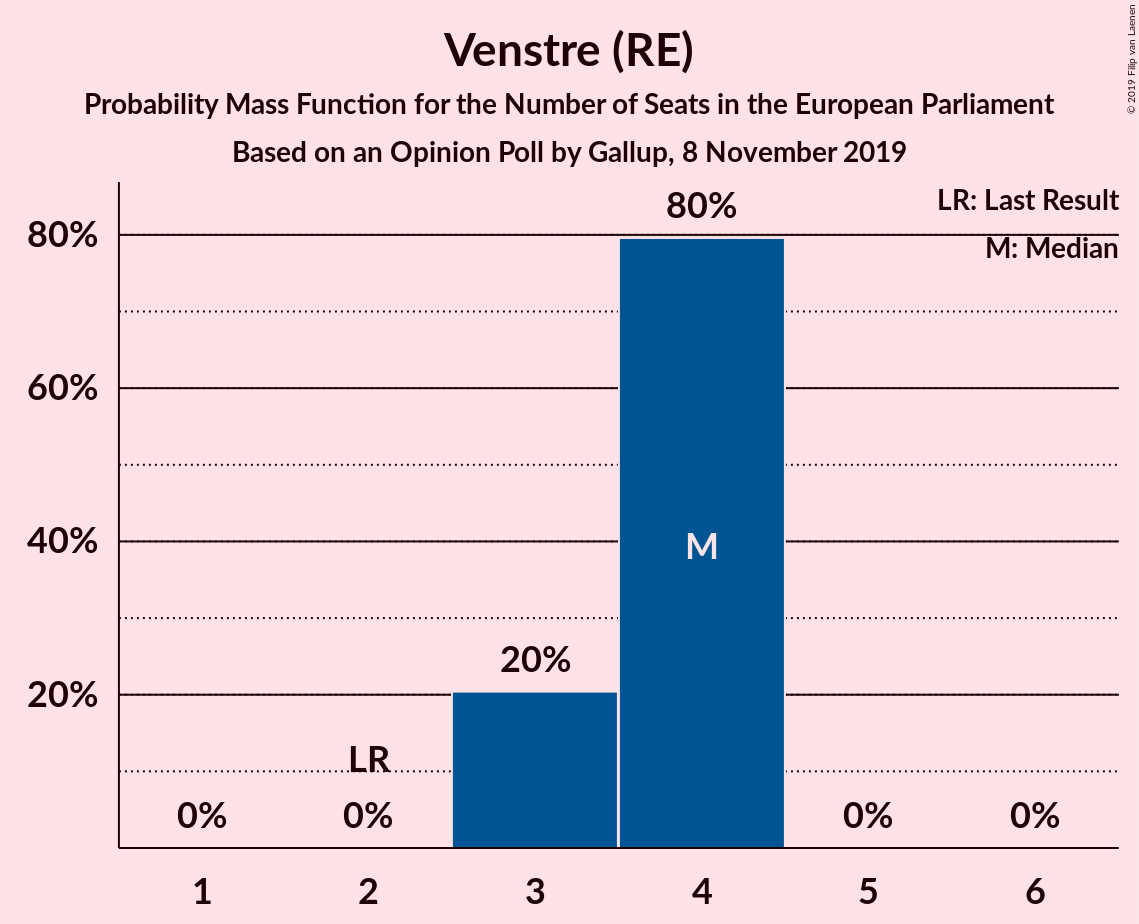 Venstre (RE)
Probability Mass Function for the Number of Seats in the European Parliament
Based on an Opinion Poll by Gallup, 8 November 2019
© 2019 Filip van Laenen
LR: Last Result
M: Median
80%
60%
40%
20%
0%
LR
0%
20%
80%
M
0%
0%
1 2 3 4 5 6